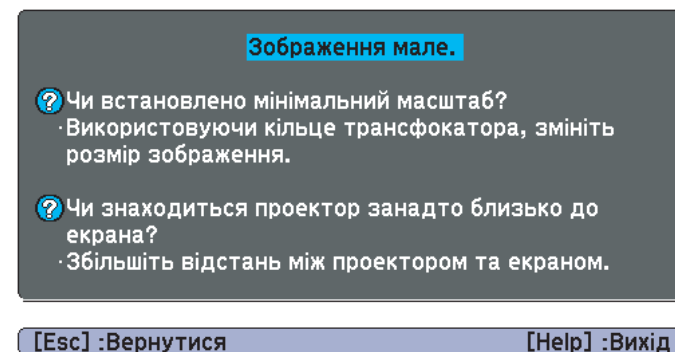 Зображення мале.
?Чи встановлено мінімальний масштаб?
·Використовуючи кільце трансфокатора, змініть
розмір зображення.
?Чи знаходиться проектор занадто близько до
екрана?
·Збільшіть відстань між проектором та екраном.
[Esc] :Вернутися [Help] :Вихід